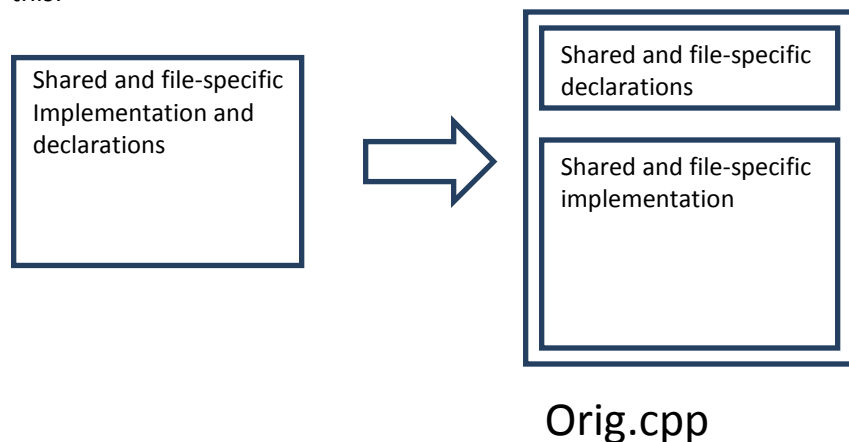 this:
Shared and file-specific
Implementation and
declarations
Shared and file-specific
declarations
Shared and file-specific
implementation
Orig.cpp